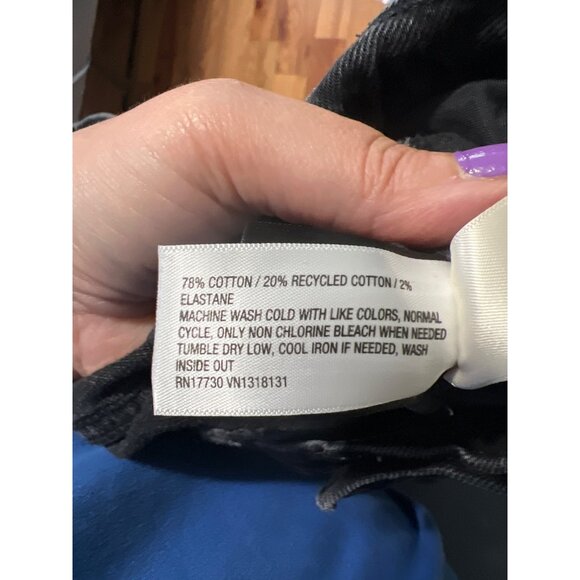 78% COTTON / 20% RECYCLED COTTON / 2%
ELASTANE
MACHINE WASH COLD WITH LIKE COLORS, NORMAL
CYCLE, ONLY NON CHLORINE BLEACH WHEN NEEDED
TUMBLE DRY LOW, COOL IRON IF NEEDED, WASH
INSIDE OUT
RN17730 VN1318131